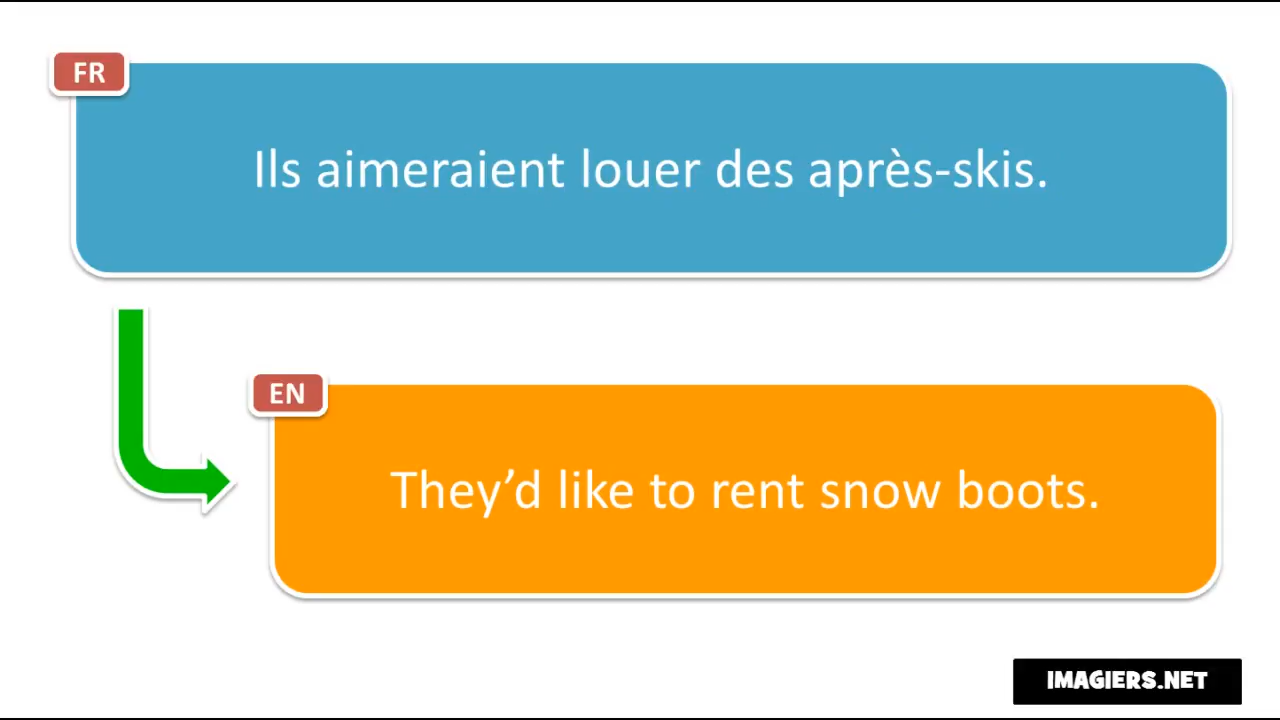 FR
Ils aimeraient louer des après-skis.
EN
They’d like to rent snow boots.
IMAGIERS.NET